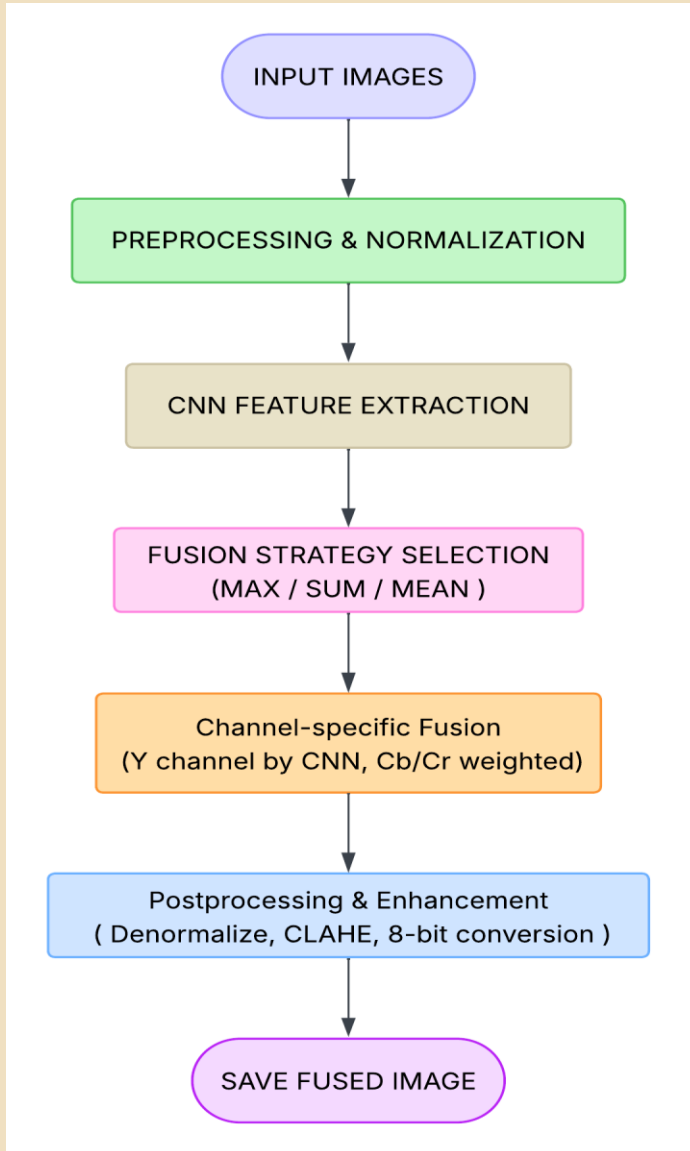 INPUT IMAGES
PREPROCESSING & NORMALIZATION
CNN FEATURE EXTRACTION
FUSION STRATEGY SELECTION
(MAX / SUM / MEAN )
Channel-specific Fusion
(Y channel by CNN, Cb/Cr weighted)
Postprocessing & Enhancement
( Denormalize, CLAHE, 8-bit conversion )
SAVE FUSED IMAGE